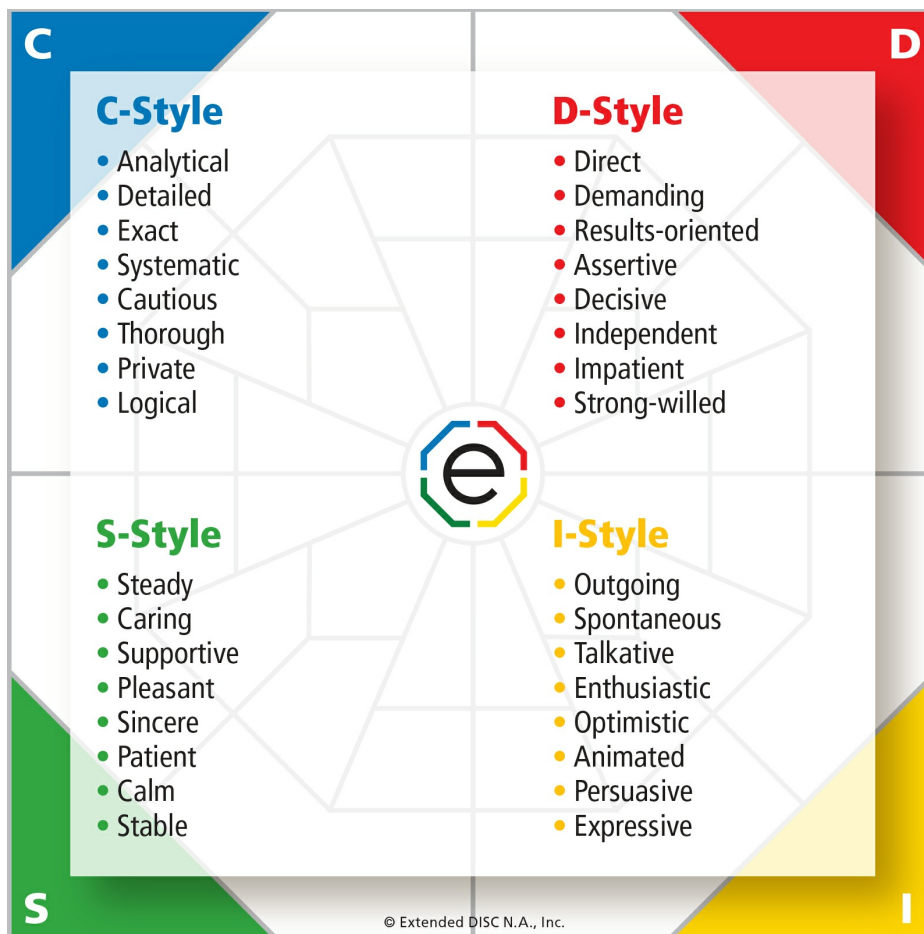 C
D
C-Style
• Analytical
• Detailed
• Exact
• Systematic
• Cautious
• Thorough
• Private
• Logical
D-Style
• Direct
• Demanding
• Results-oriented
• Assertive
• Decisive
• Independent
• Impatient
• Strong-willed
e
S-Style
• Steady
• Caring
• Supportive
• Pleasant
• Sincere
• Patient
• Calm
• Stable
I-Style
• Outgoing
• Spontaneous
• Talkative
• Enthusiastic
• Optimistic
• Animated
• Persuasive
• Expressive
S
I
© Extended DISC N.A., Inc.